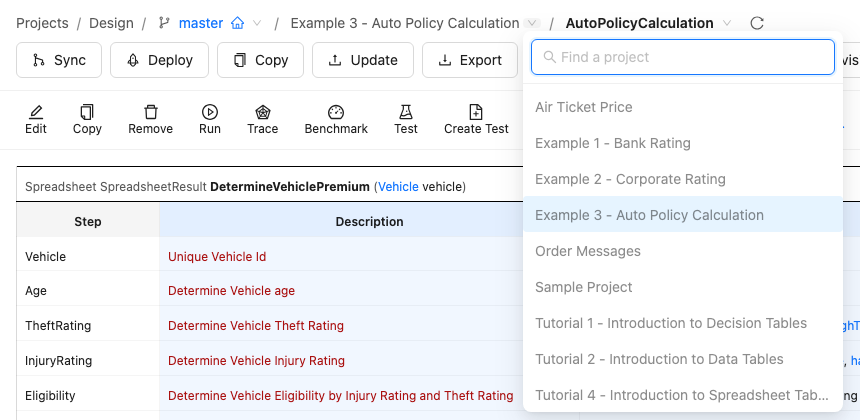 Projects / Design / master / Example 3 - Auto Policy Calculation / AutoPolicyCalculation
Sync Deploy Copy Update Export
Find a project
Edit Copy Remove Run Trace Benchmark Test Create Test
Air Ticket Price
Example 1 - Bank Rating
Example 2 - Corporate Rating
Example 3 - Auto Policy Calculation
Order Messages
Sample Project
Tutorial 1 - Introduction to Decision Tables
Tutorial 2 - Introduction to Data Tables
Tutorial 4 - Introduction to Spreadsheet Tab...
Spreadsheet SpreadsheetResult DetermineVehiclePremium (Vehicle vehicle)
Step Description
Vehicle Unique Vehicle Id
Age Determine Vehicle age
TheftRating Determine Vehicle Theft Rating
InjuryRating Determine Vehicle Injury Rating
Eligibility Determine Vehicle Eligibility by Injury Rating and Theft Rating